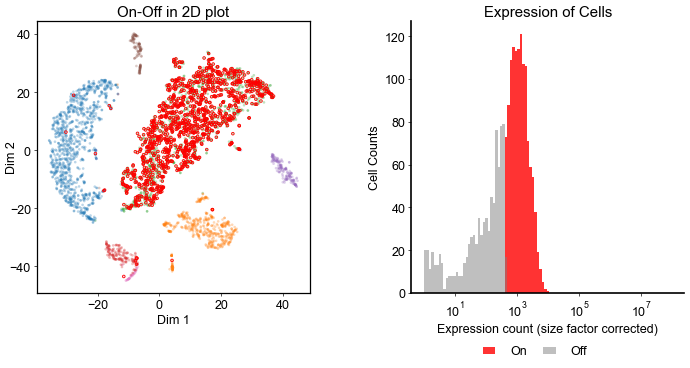 On-Off in 2D plot
40
20
0
−20
−40
Dim 2
−20 0 20 40
Dim 1
Expression of Cells
120
100
80
60
40
20
0
Cell Counts
10^1 10^3 10^5 10^7
Expression count (size factor corrected)
On Off